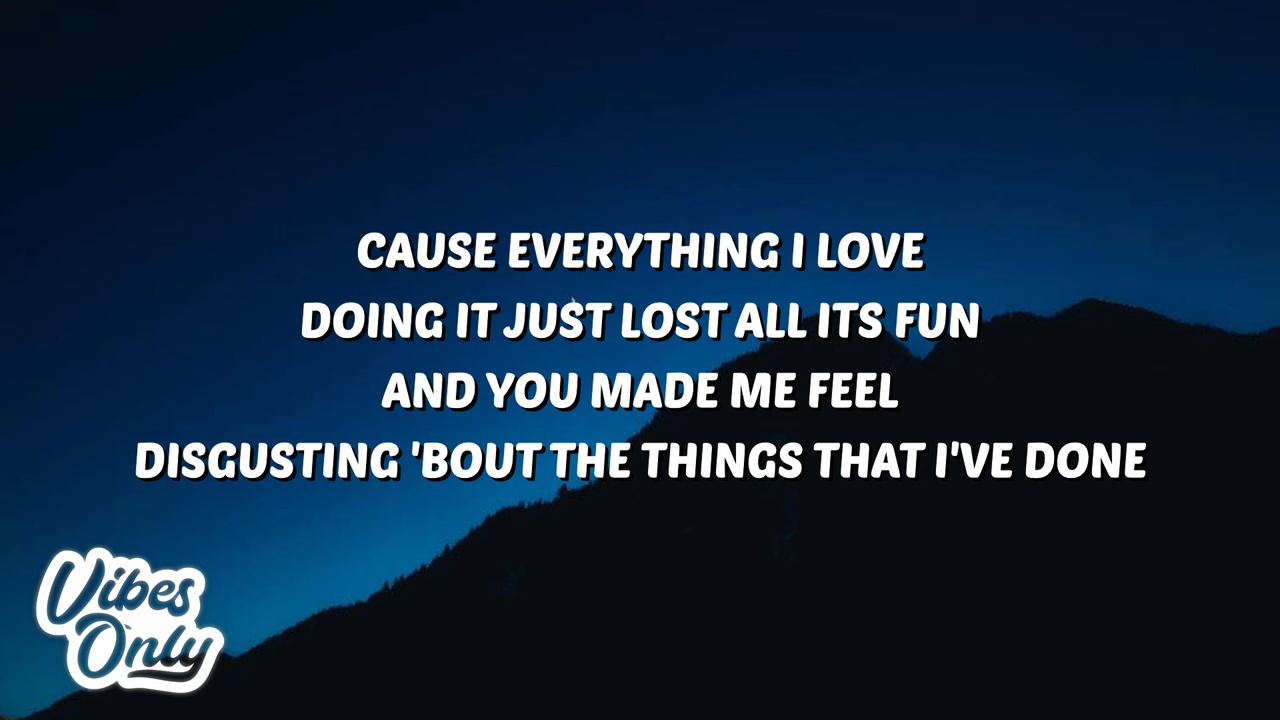 CAUSE EVERYTHING I LOVE
DOING IT JUST LOST ALL ITS FUN
AND YOU MADE ME FEEL
DISGUSTING 'BOUT THE THINGS THAT I'VE DONE
Vibes
Only